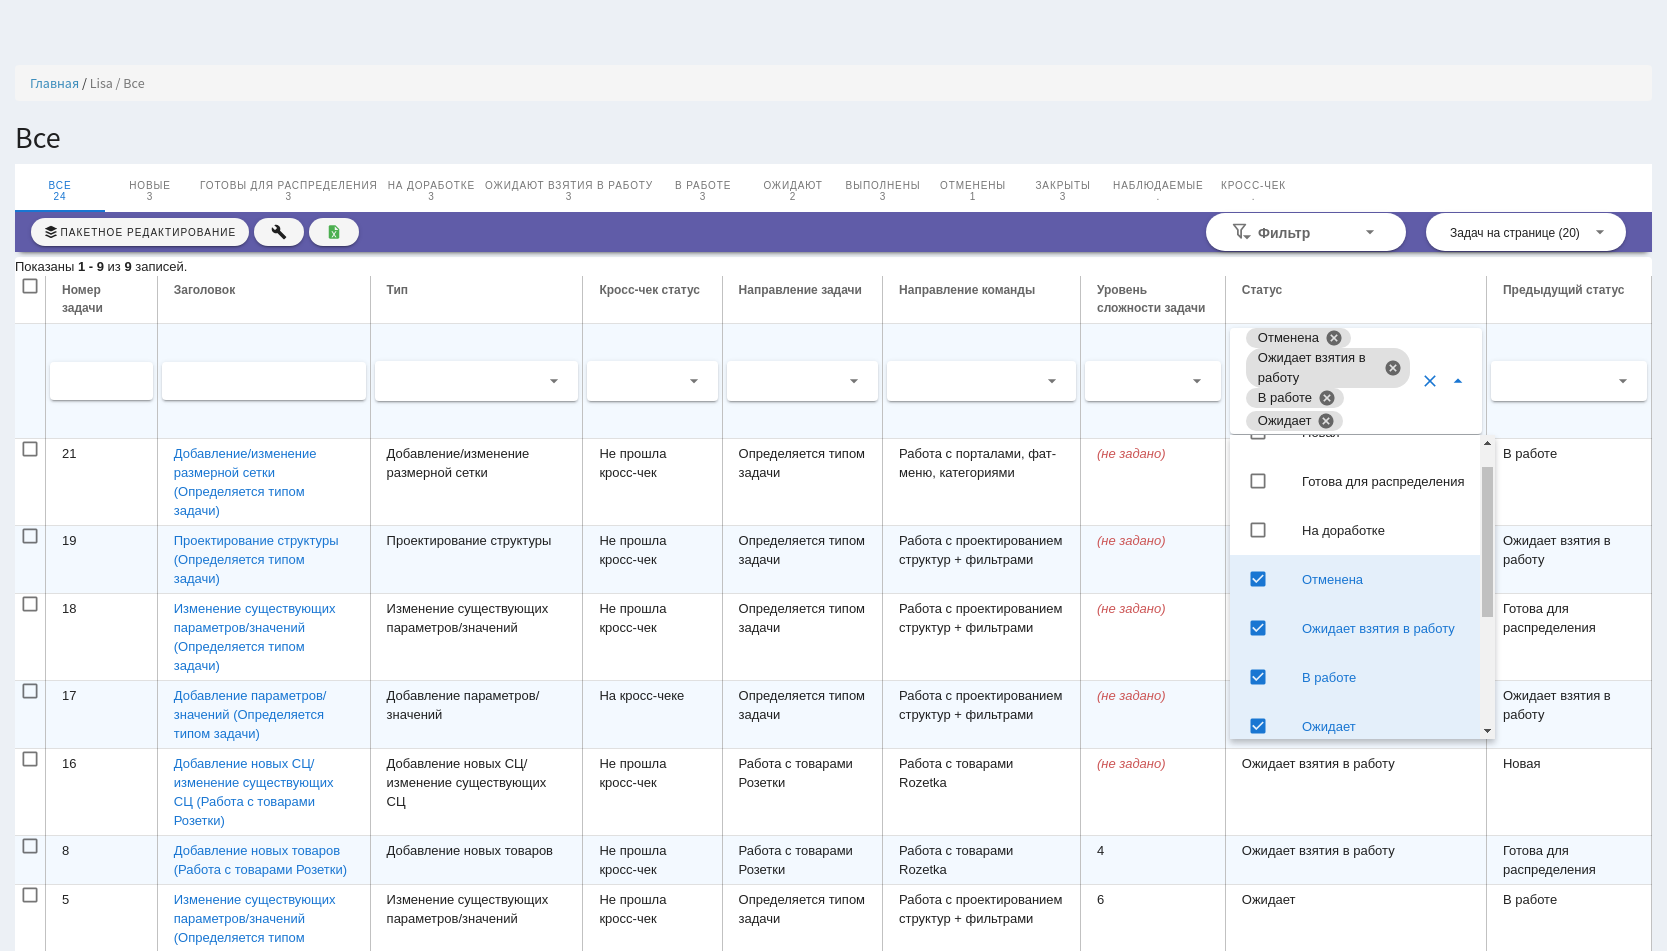 Главная / Lisa / Все
Все
ВСЕ
24
НОВЫЕ
3
ГОТОВЫ ДЛЯ РАСПРЕДЕЛЕНИЯ
3
НА ДОРАБОТКЕ
3
ОЖИДАЮТ ВЗЯТИЯ В РАБОТУ
3
В РАБОТЕ
3
ОЖИДАЮТ
2
ВЫПОЛНЕНЫ
3
ОТМЕНЕНЫ
1
ЗАКРЫТЫ
3
НАБЛЮДАЕМЫЕ
.
КРОСС-ЧЕК
.
ПАКЕТНОЕ РЕДАКТИРОВАНИЕ
Фильтр
Задач на странице (20)
Показаны 1 - 9 из 9 записей.
Номер
задачи
Заголовок
Тип
Кросс-чек статус
Направление задачи
Направление команды
Уровень
сложности задачи
Статус
Предыдущий статус
Отменена
Ожидает взятия в
работу
В работе
Ожидает
Новая
Готова для распределения
На доработке
Отменена
Ожидает взятия в работу
В работе
Ожидает
21
Добавление/изменение
размерной сетки
(Определяется типом
задачи)
Добавление/изменение
размерной сетки
Не прошла
кросс-чек
Определяется типом
задачи
Работа с порталами, фат-
меню, категориями
(не задано)
В работе
19
Проектирование структуры
(Определяется типом
задачи)
Проектирование структуры
Не прошла
кросс-чек
Определяется типом
задачи
Работа с проектированием
структур + фильтрами
(не задано)
Ожидает взятия в
работу
18
Изменение существующих
параметров/значений
(Определяется типом
задачи)
Изменение существующих
параметров/значений
Не прошла
кросс-чек
Определяется типом
задачи
Работа с проектированием
структур + фильтрами
(не задано)
Готова для
распределения
17
Добавление параметров/
значений (Определяется
типом задачи)
Добавление параметров/
значений
На кросс-чеке
Определяется типом
задачи
Работа с проектированием
структур + фильтрами
(не задано)
Ожидает взятия в
работу
16
Добавление новых СЦ/
изменение существующих
СЦ (Работа с товарами
Розетки)
Добавление новых СЦ/
изменение существующих
СЦ
Не прошла
кросс-чек
Работа с товарами
Розетки
Работа с товарами
Rozetka
(не задано)
Ожидает взятия в работу
Новая
8
Добавление новых товаров
(Работа с товарами Розетки)
Добавление новых товаров
Не прошла
кросс-чек
Работа с товарами
Розетки
Работа с товарами
Rozetka
4
Ожидает взятия в работу
Готова для
распределения
5
Изменение существующих
параметров/значений
(Определяется типом
Изменение существующих
параметров/значений
Не прошла
кросс-чек
Определяется типом
задачи
Работа с проектированием
структур + фильтрами
6
Ожидает
В работе